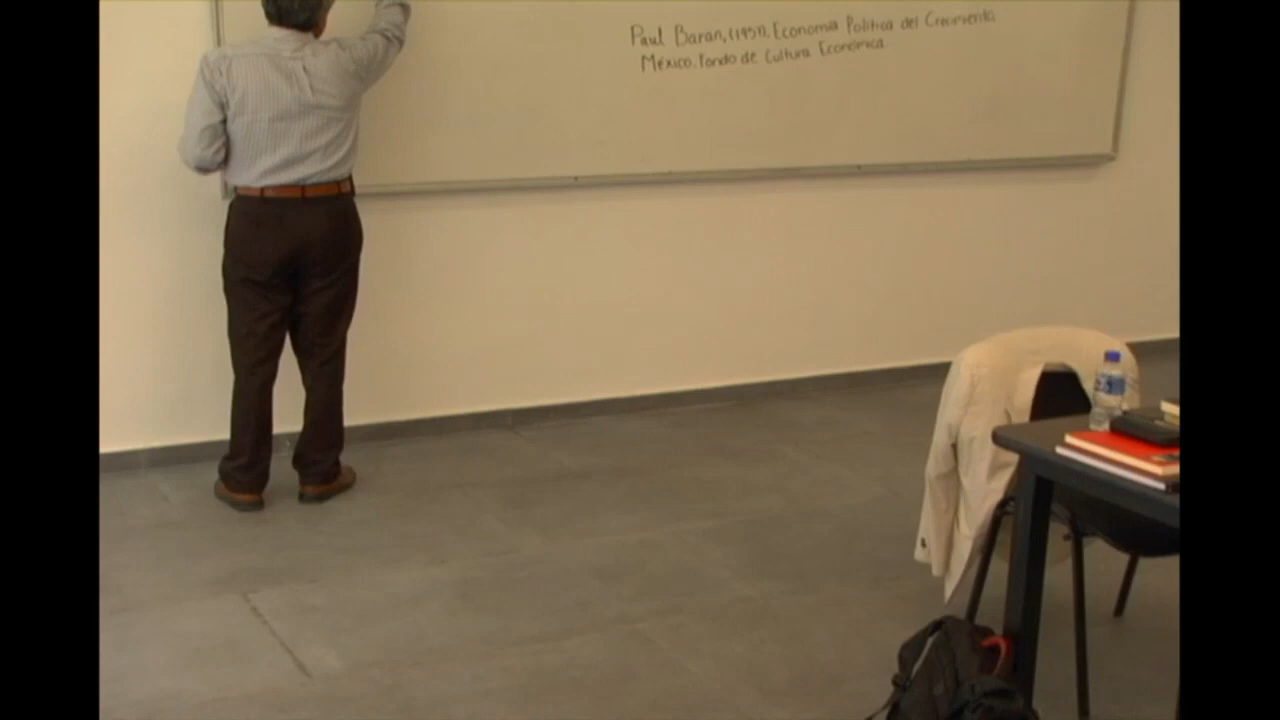 Paul Baran, (1957). Economía Política del Crecimiento
México. Fondo de Cultura Económica